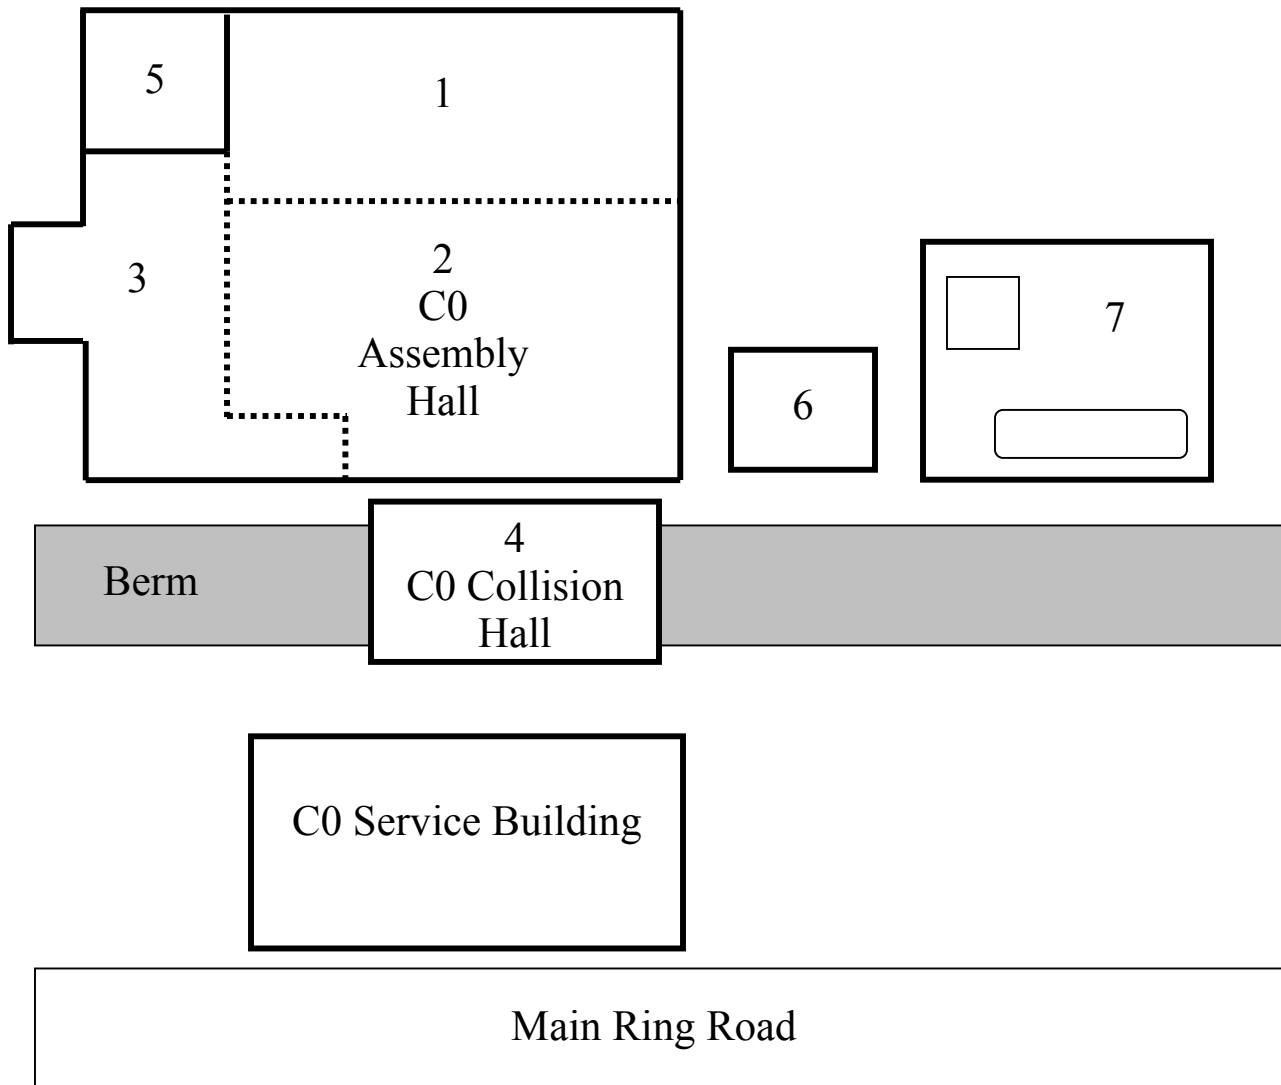 5
1
3
2
C0
Assembly
Hall
6
7
4
C0 Collision
Hall
Berm
C0 Service Building
Main Ring Road